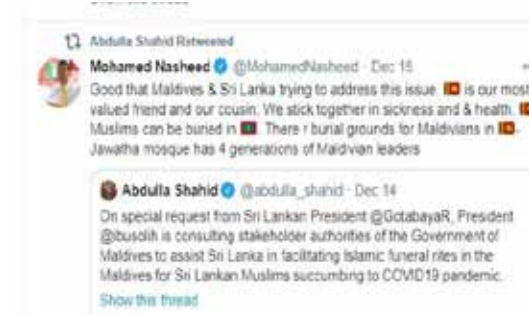 Abdulla Shahid Retweeted
Mohamed Nasheed @MohamedNasheed · Dec 15
Good that Maldives & Sri Lanka trying to address this issue. 🇱🇰 is our most
valued friend and our cousin. We stick together in sickness and & health. 🇱🇰
Muslims can be buried in 🇲🇻. There r burial grounds for Maldivians in 🇱🇰.
Jawatha mosque has 4 generations of Maldivian leaders
Abdulla Shahid @abdulla_shahid · Dec 14
On special request from Sri Lankan President @GotabayaR, President
@ibusolih is consulting stakeholder authorities of the Government of
Maldives to assist Sri Lanka in facilitating Islamic funeral rites in the
Maldives for Sri Lankan Muslims succumbing to COVID19 pandemic.
Show this thread